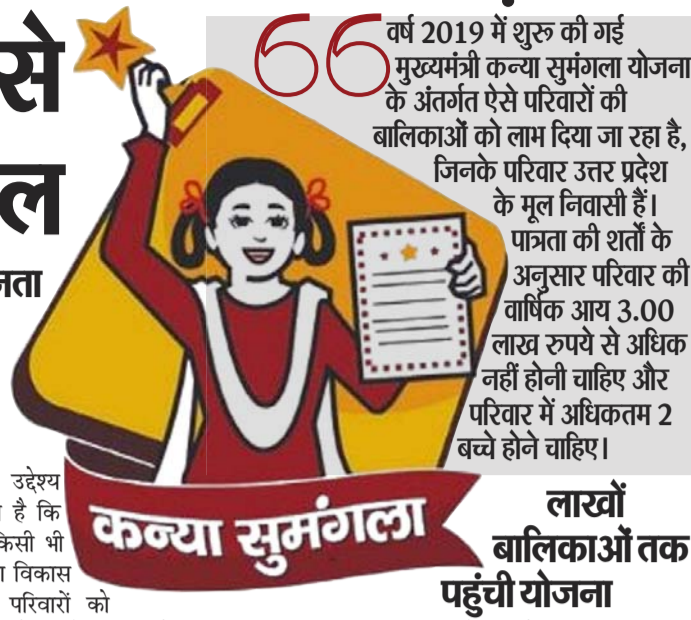 से
ल
वर्ष 2019 में शुरू की गई
मुख्यमंत्री कन्या सुमंगला योजना
के अंतर्गत ऐसे परिवारों की
बालिकाओं को लाभ दिया जा रहा है,
जिनके परिवार उत्तर प्रदेश
के मूल निवासी हैं।
पात्रता की शर्तों के
अनुसार परिवार की
वार्षिक आय 3.00
लाख रुपये से अधिक
नहीं होनी चाहिए और
परिवार में अधिकतम 2
बच्चे होने चाहिए।
कन्या सुमंगला
उद्देश्य
है कि
भी
विकास
परिवारों को
लाखों
बालिकाओं तक
पहुंची योजना